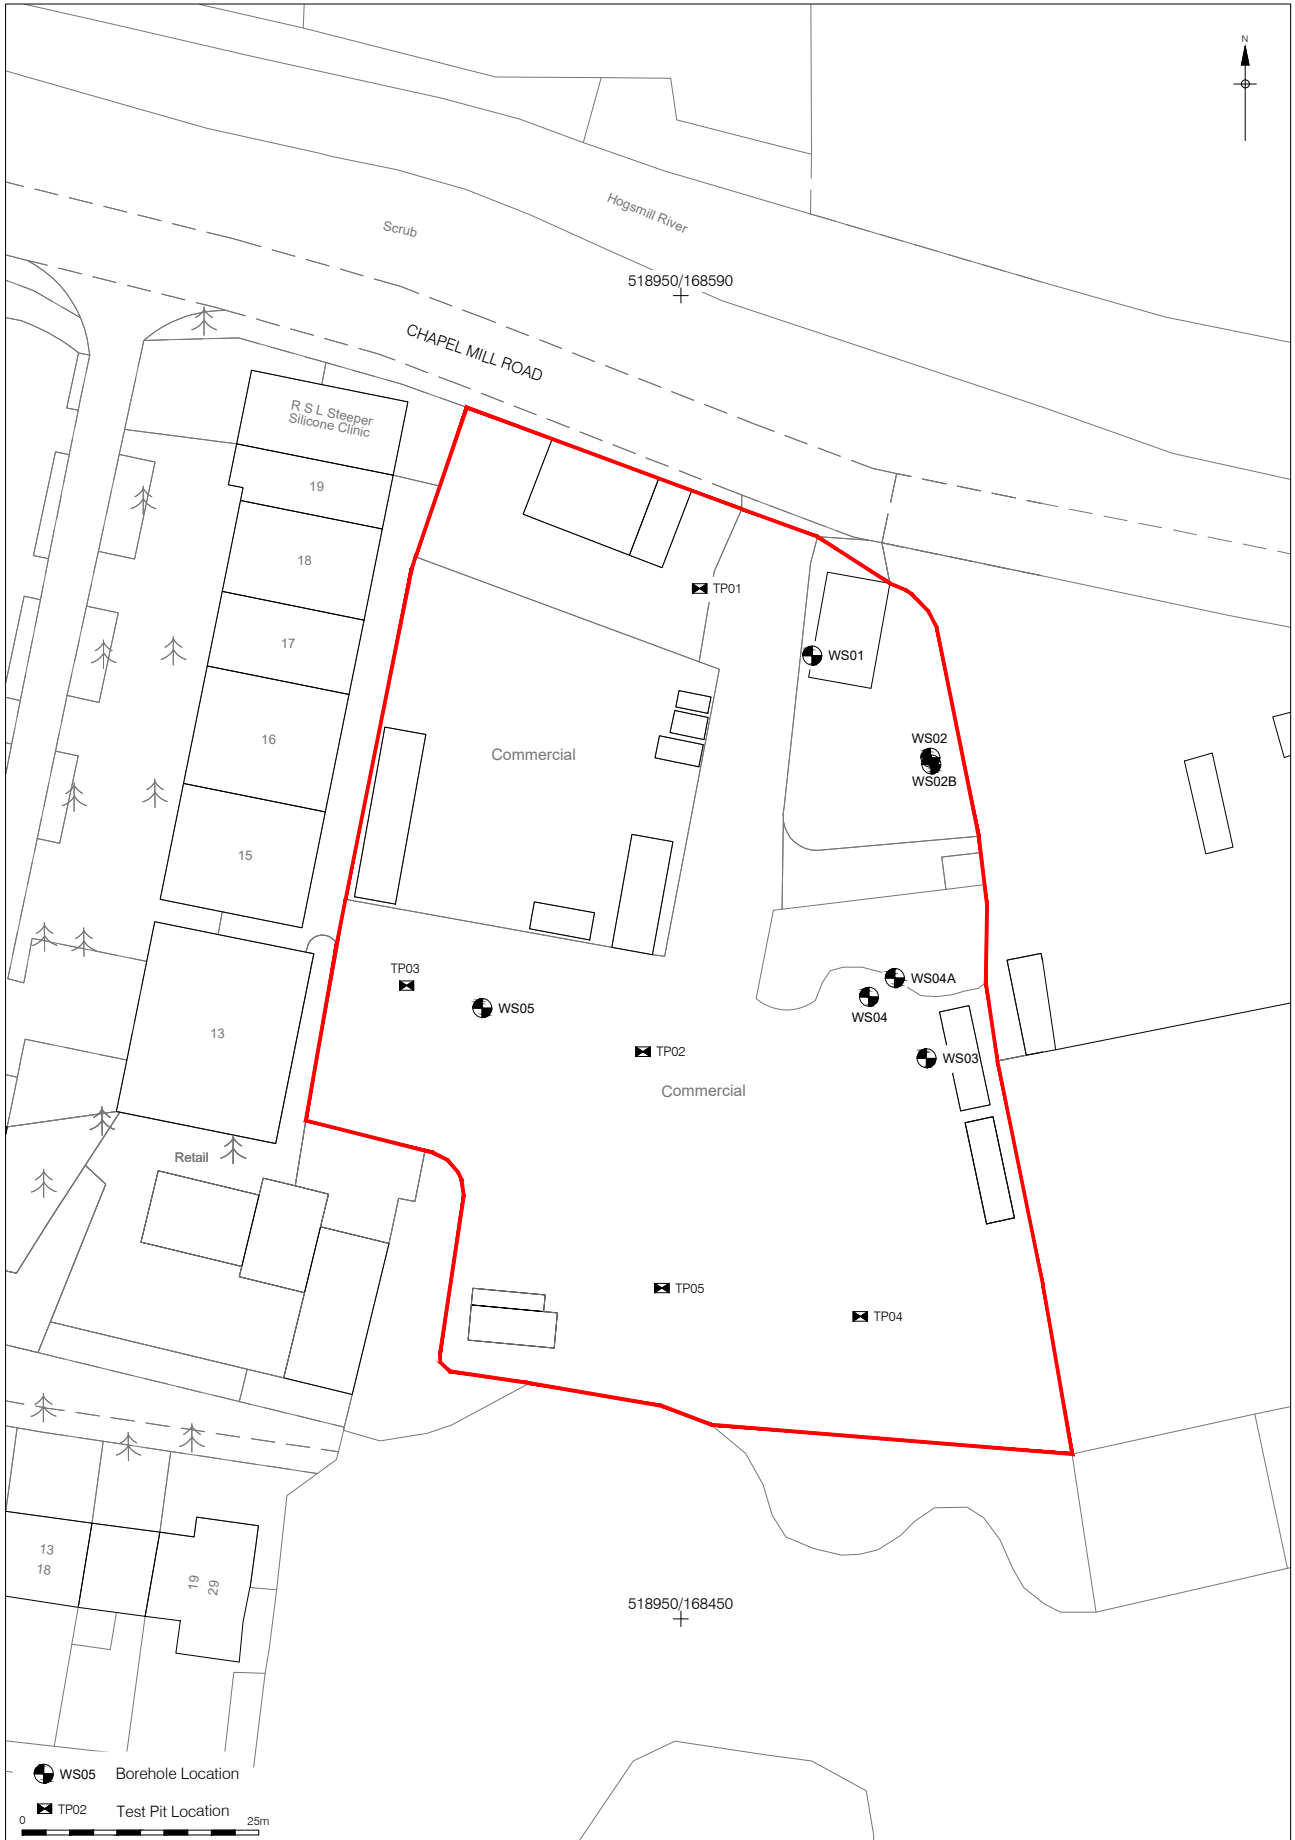 N
Hogsmill River
Scrub
518950/168590
CHAPEL MILL ROAD
R S L Steeper
Silicone Clinic
19
18
TP01
17
WS01
16
WS02
Commercial
WS02B
15
TP03
WS04A
WS05
WS04
13
TP02
WS03
Commercial
Retail
TP05
TP04
13
18
19
29
518950/168450
WS05 Borehole Location
TP02 Test Pit Location
0 25m